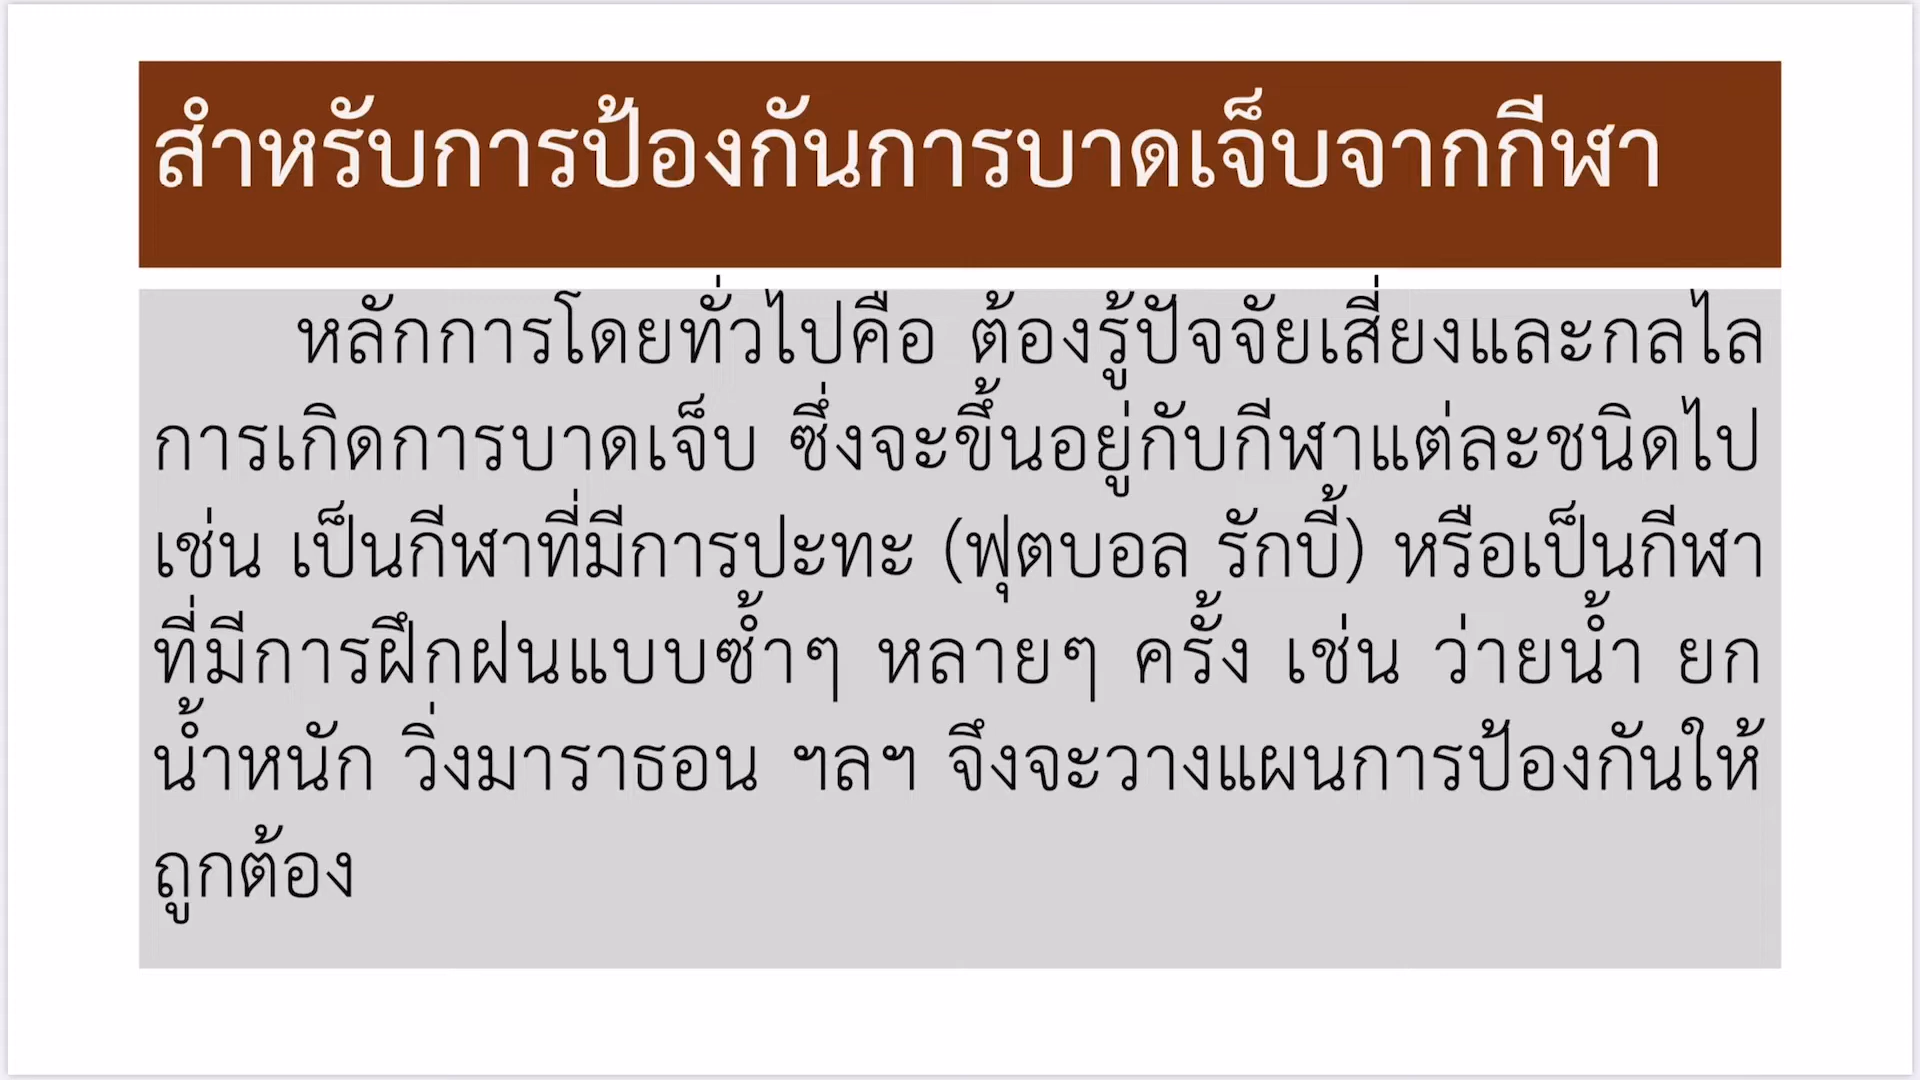 สำหรับการป้องกันการบาดเจ็บจากกีฬา
หลักการโดยทั่วไปคือ ต้องรู้ปัจจัยเสี่ยงและกลไล
การเกิดการบาดเจ็บ ซึ่งจะขึ้นอยู่กับกีฬาแต่ละชนิดไป
เช่น เป็นกีฬาที่มีการปะทะ (ฟุตบอล รักบี้) หรือเป็นกีฬา
ที่มีการฝึกฝนแบบซ้ำๆ หลายๆ ครั้ง เช่น ว่ายน้ำ ยก
น้ำหนัก วิ่งมาราธอน ฯลฯ จึงจะวางแผนการป้องกันให้
ถูกต้อง